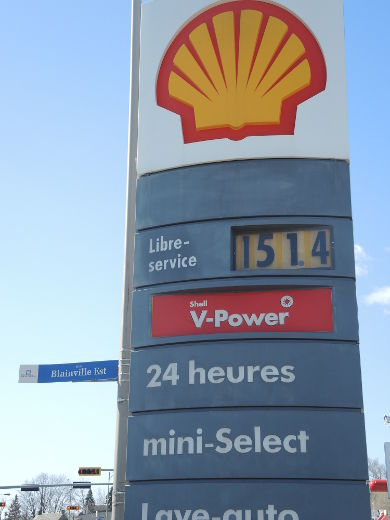 Libre-
service
151.4
Shell
V-Power
Blainville Est
24 heures
mini-Select
Lave-auto